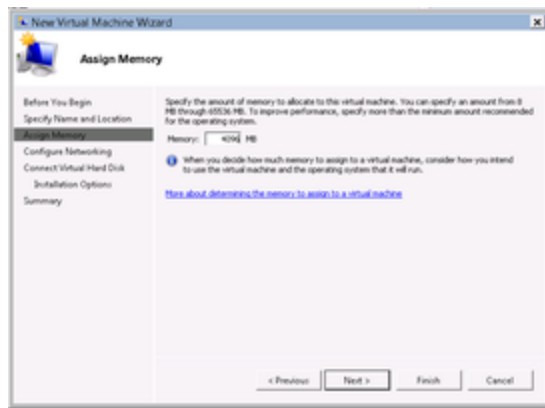 New Virtual Machine Wizard
Assign Memory
Before You Begin
Specify Name and Location
Assign Memory
Configure Networking
Connect Virtual Hard Disk
Installation Options
Summary
Specify the amount of memory to allocate to this virtual machine. You can specify an amount from 8
MB through 65536 MB. To improve performance, specify more than the minimum amount recommended
for the operating system.
Memory: 4096 MB
When you decide how much memory to assign to a virtual machine, consider how you intend
to use the virtual machine and the operating system that it will run.
More about determining the memory to assign to a virtual machine
< Previous Next > Finish Cancel